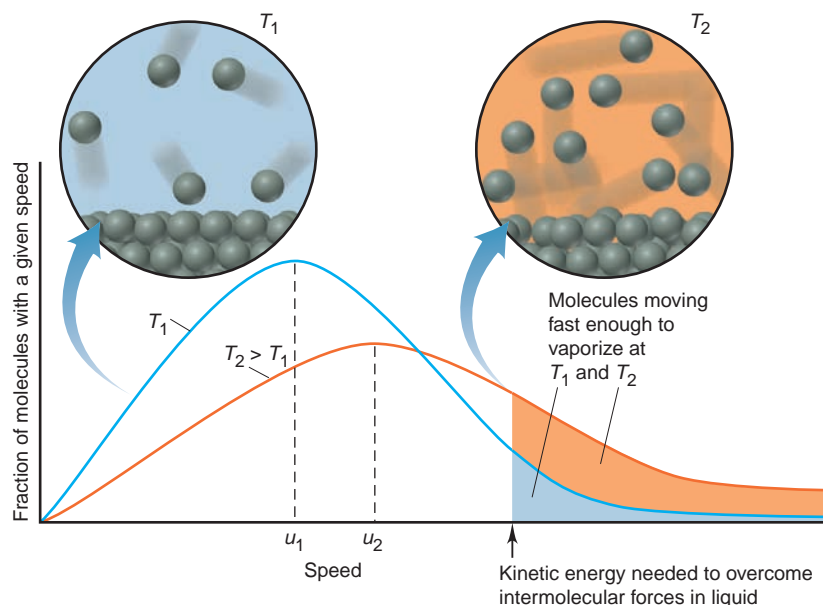 T1
T2
Fraction of molecules with a given speed
T1
T2 > T1
Molecules moving
fast enough to
vaporize at
T1 and T2
u1
u2
Speed
Kinetic energy needed to overcome
intermolecular forces in liquid